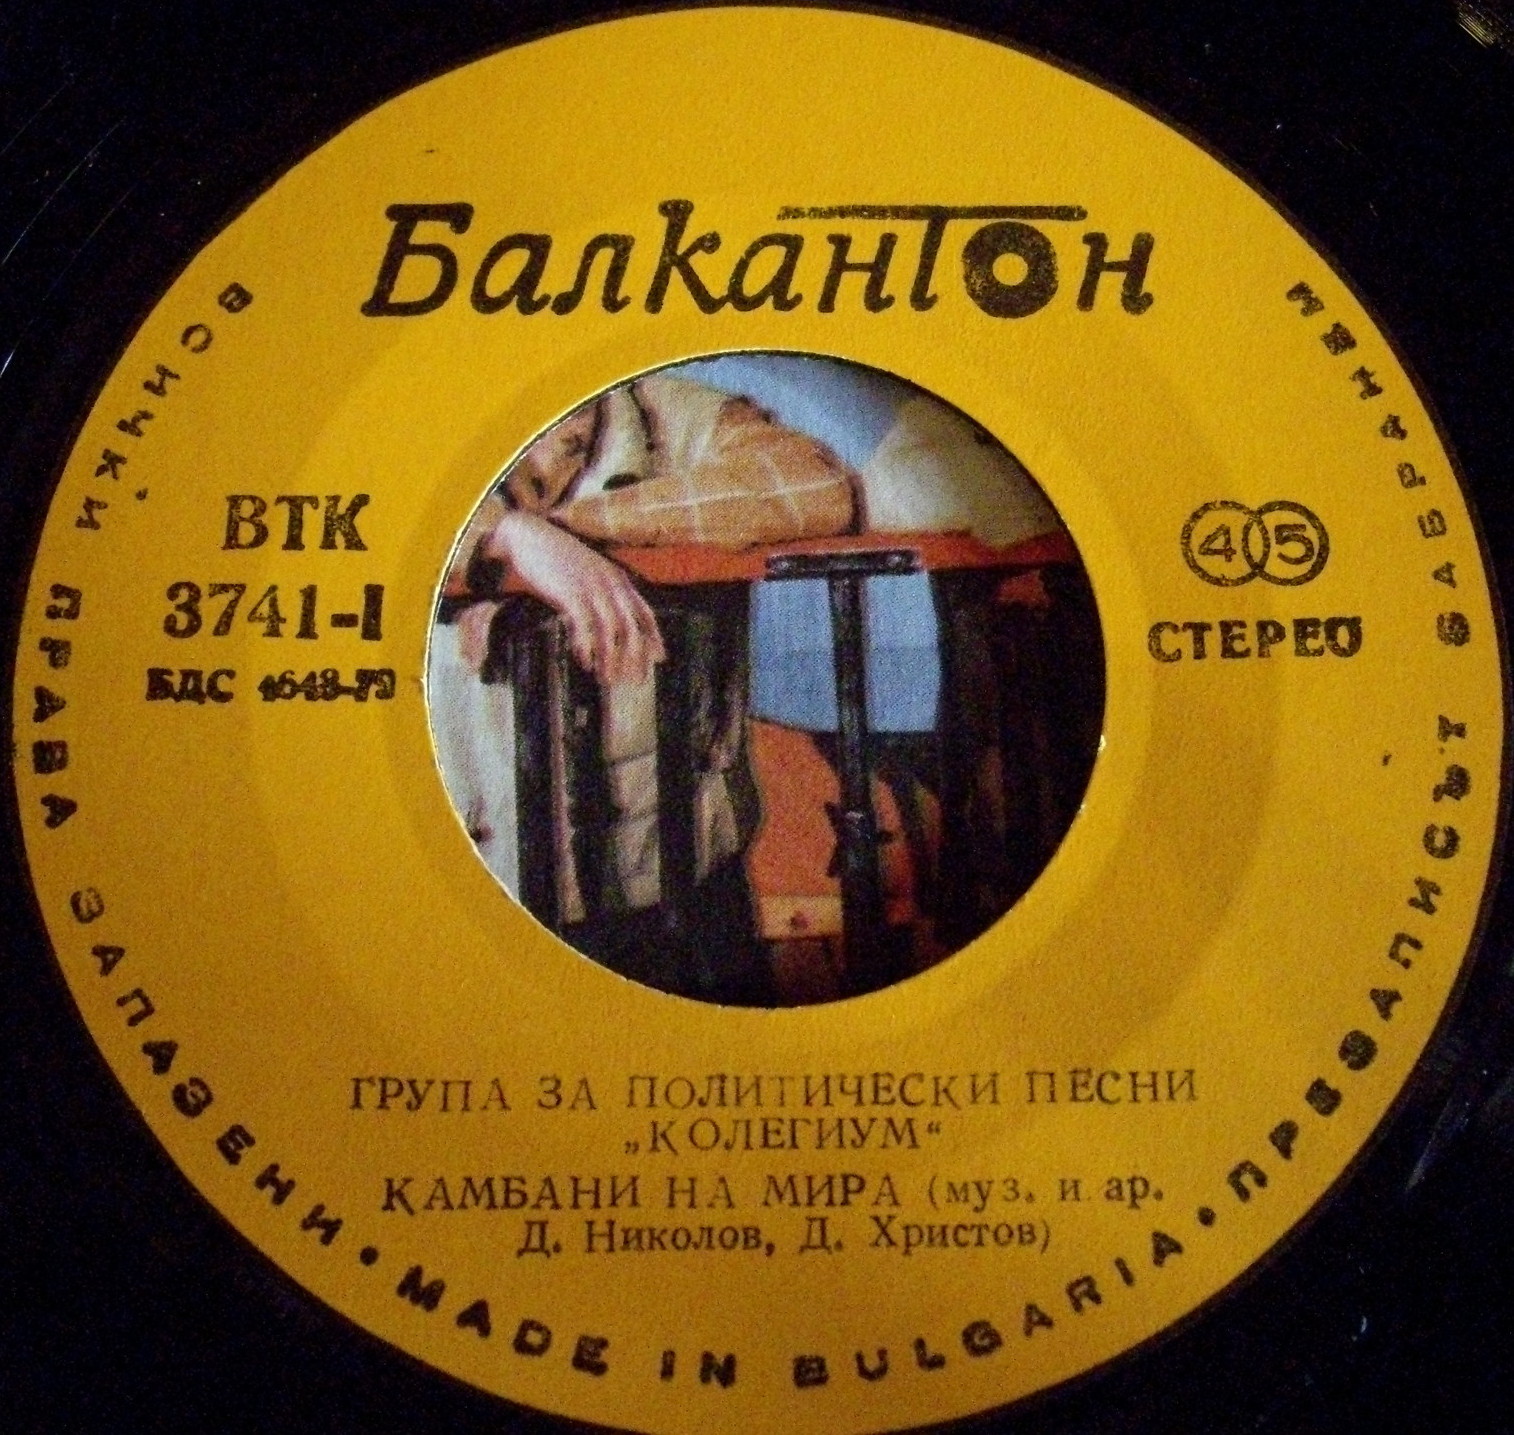 Балкантон
ВТК
3741-I
БДС
45
СТЕРЕО
ГРУПА ЗА ПОЛИТИЧЕСКИ ПЕСНИ
„КОЛЕГИУМ“
КАМБАНИ НА МИРА (муз. и ар.
Д. Николов, Д. Христов)
ВСИЧКИ ПРАВА ЗАПАЗЕНИ • MADE IN BULGARIA • ПРЕЗАПИСЪТ ЗАБРАНЕН